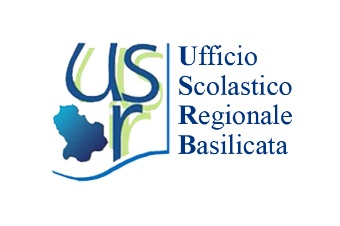 usr
Ufficio
Scolastico
Regionale
Basilicata